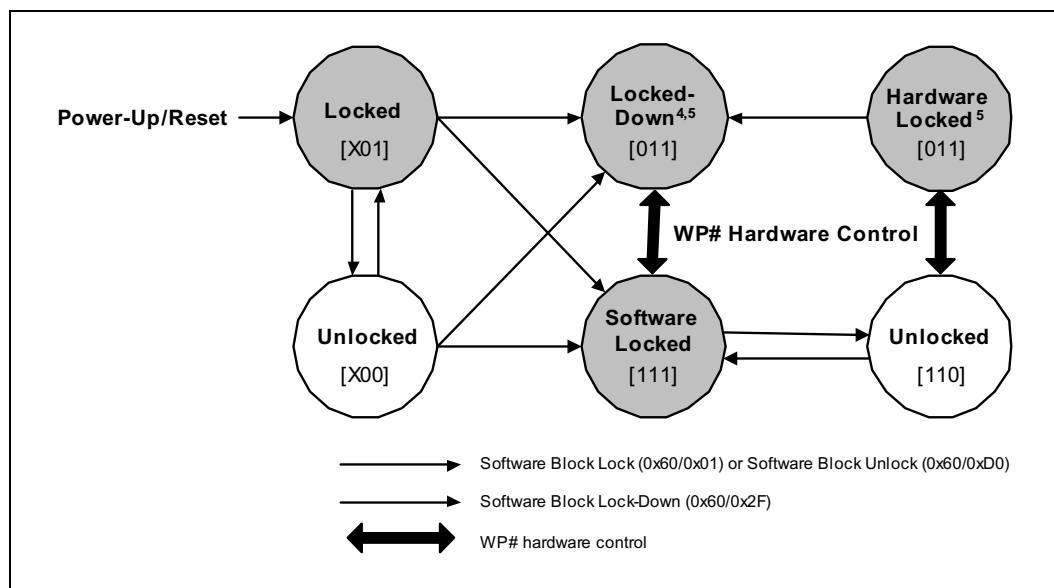 Power-Up/Reset
Locked
[X01]
Locked-
Down4,5
[011]
Hardware
Locked5
[011]
WP# Hardware Control
Unlocked
[X00]
Software
Locked
[111]
Unlocked
[110]
Software Block Lock (0x60/0x01) or Software Block Unlock (0x60/0xD0)
Software Block Lock-Down (0x60/0x2F)
WP# hardware control